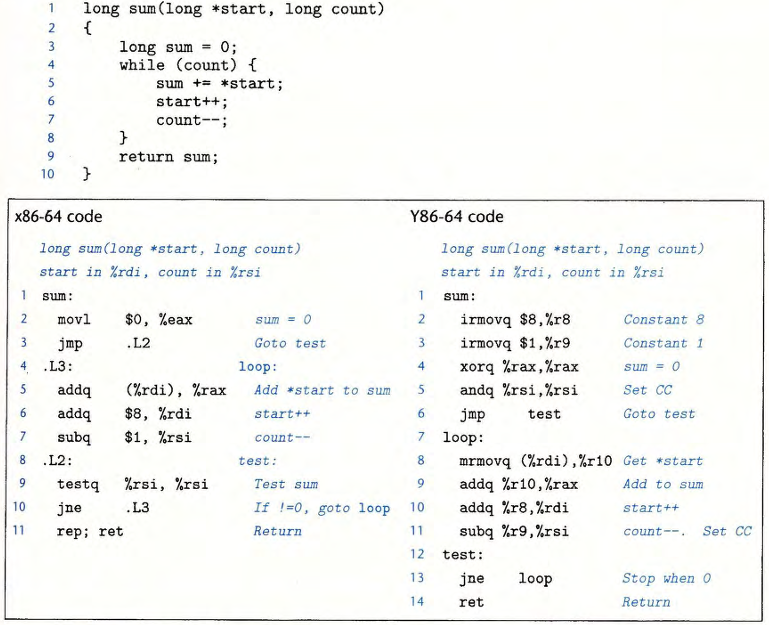 1 long sum(long *start, long count)
2 {
3 long sum = 0;
4 while (count) {
5 sum += *start;
6 start++;
7 count--;
8 }
9 return sum;
10 }
x86-64 code
long sum(long *start, long count)
start in %rdi, count in %rsi
1 sum:
2 movl $0, %eax sum = 0
3 jmp .L2 Goto test
4 .L3: loop:
5 addq (%rdi), %rax Add *start to sum
6 addq $8, %rdi start++
7 subq $1, %rsi count--
8 .L2: test:
9 testq %rsi, %rsi Test sum
10 jne .L3 If !=0, goto loop
11 rep; ret Return
Y86-64 code
long sum(long *start, long count)
start in %rdi, count in %rsi
1 sum:
2 irmovq $8,%r8 Constant 8
3 irmovq $1,%r9 Constant 1
4 xorq %rax,%rax sum = 0
5 andq %rsi,%rsi Set CC
6 jmp test Goto test
7 loop:
8 mrmovq (%rdi),%r10 Get *start
9 addq %r10,%rax Add to sum
10 addq %r8,%rdi start++
11 subq %r9,%rsi count--. Set CC
12 test:
13 jne loop Stop when 0
14 ret Return